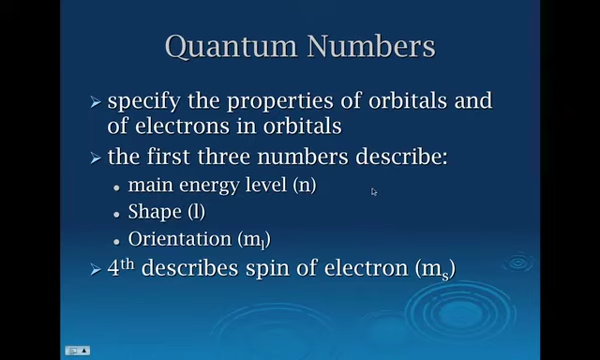 Quantum Numbers
➢ specify the properties of orbitals and
of electrons in orbitals
➢ the first three numbers describe:
• main energy level (n)
• Shape (l)
• Orientation (mₗ)
➢ 4ᵗʰ describes spin of electron (mₛ)